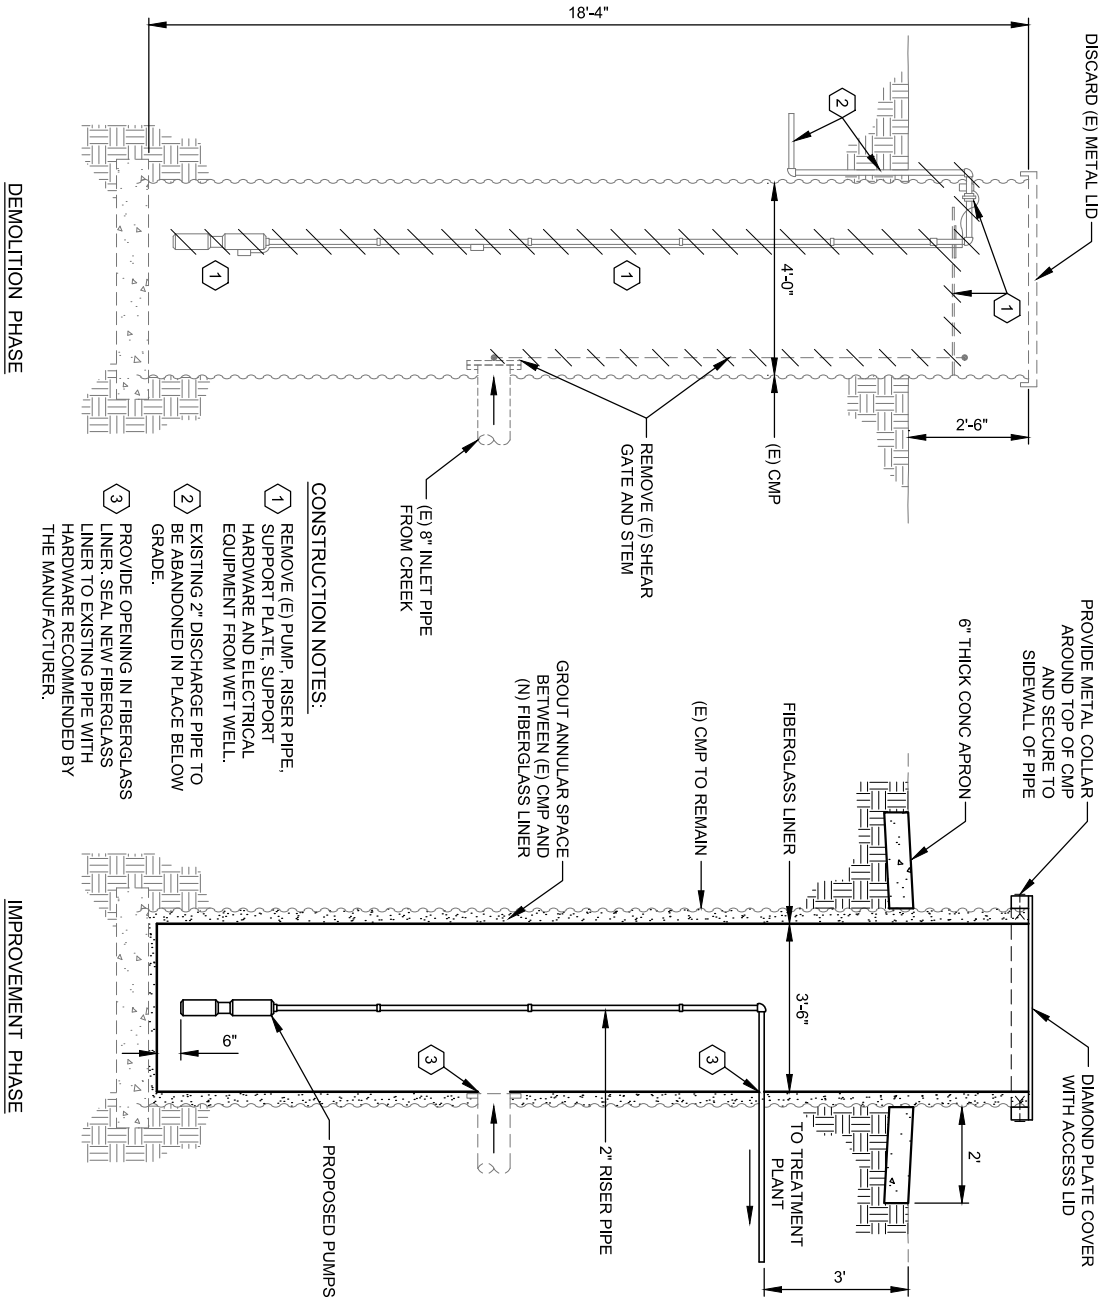 18'-4"
DISCARD (E) METAL LID
2
1
1
1
4'-0"
2'-6"
(E) CMP
REMOVE (E) SHEAR
GATE AND STEM
(E) 8" INLET PIPE
FROM CREEK
DEMOLITION PHASE
CONSTRUCTION NOTES:
1 REMOVE (E) PUMP, RISER PIPE,
SUPPORT PLATE, SUPPORT
HARDWARE AND ELECTRICAL
EQUIPMENT FROM WET WELL.
2 EXISTING 2" DISCHARGE PIPE TO
BE ABANDONED IN PLACE BELOW
GRADE.
3 PROVIDE OPENING IN FIBERGLASS
LINER. SEAL NEW FIBERGLASS
LINER TO EXISTING PIPE WITH
HARDWARE RECOMMENDED BY
THE MANUFACTURER.
PROVIDE METAL COLLAR
AROUND TOP OF CMP
AND SECURE TO
SIDEWALL OF PIPE
6" THICK CONC APRON
FIBERGLASS LINER
(E) CMP TO REMAIN
GROUT ANNULAR SPACE
BETWEEN (E) CMP AND
(N) FIBERGLASS LINER
DIAMOND PLATE COVER
WITH ACCESS LID
2'
3'
3'-6"
TO TREATMENT
PLANT
3
2" RISER PIPE
3
6"
PROPOSED PUMPS
IMPROVEMENT PHASE